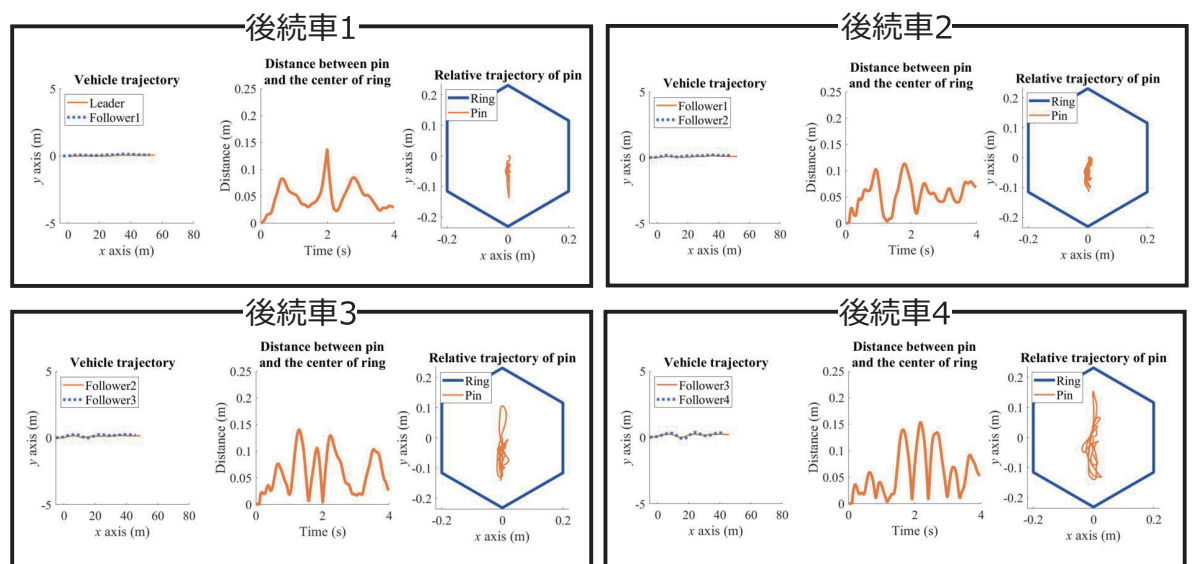 後続車1
Vehicle trajectory
5
0
-5
y axis (m)
0 20 40 60 80
x axis (m)
Leader
Follower1
Distance between pin
and the center of ring
0.25
0.2
0.15
0.1
0.05
0
Distance (m)
0 2 4
Time (s)
Relative trajectory of pin
0.2
0.1
0
-0.1
-0.2
y axis (m)
-0.2 0 0.2
x axis (m)
Ring
Pin
後続車2
Vehicle trajectory
5
0
-5
y axis (m)
0 20 40 60 80
x axis (m)
Follower1
Follower2
Distance between pin
and the center of ring
0.25
0.2
0.15
0.1
0.05
0
Distance (m)
0 2 4
Time (s)
Relative trajectory of pin
0.2
0.1
0
-0.1
-0.2
y axis (m)
-0.2 0 0.2
x axis (m)
Ring
Pin
後続車3
Vehicle trajectory
5
0
-5
y axis (m)
0 20 40 60 80
x axis (m)
Follower2
Follower3
Distance between pin
and the center of ring
0.25
0.2
0.15
0.1
0.05
0
Distance (m)
0 2 4
Time (s)
Relative trajectory of pin
0.2
0.1
0
-0.1
-0.2
y axis (m)
-0.2 0 0.2
x axis (m)
Ring
Pin
後続車4
Vehicle trajectory
5
0
-5
y axis (m)
0 20 40 60 80
x axis (m)
Follower3
Follower4
Distance between pin
and the center of ring
0.25
0.2
0.15
0.1
0.05
0
Distance (m)
0 2 4
Time (s)
Relative trajectory of pin
0.2
0.1
0
-0.1
-0.2
y axis (m)
-0.2 0 0.2
x axis (m)
Ring
Pin